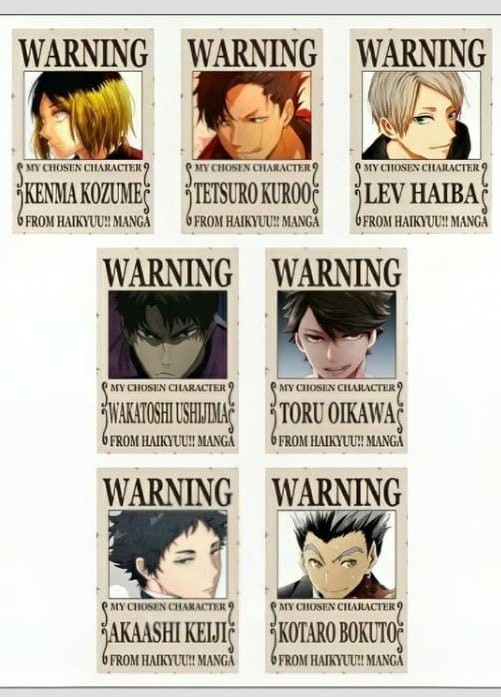 WARNING
MY CHOSEN CHARACTER
KENMA KOZUME
FROM HAIKYUU!! MANGA
WARNING
MY CHOSEN CHARACTER
TETSURO KUROO
FROM HAIKYUU!! MANGA
WARNING
MY CHOSEN CHARACTER
LEV HAIBA
FROM HAIKYUU!! MANGA
WARNING
MY CHOSEN CHARACTER
WAKATOSHI USHIJIMA
FROM HAIKYUU!! MANGA
WARNING
MY CHOSEN CHARACTER
TORU OIKAWA
FROM HAIKYUU!! MANGA
WARNING
MY CHOSEN CHARACTER
AKAASHI KEIJI
FROM HAIKYUU!! MANGA
WARNING
MY CHOSEN CHARACTER
KOTARO BOKUTO
FROM HAIKYUU!! MANGA